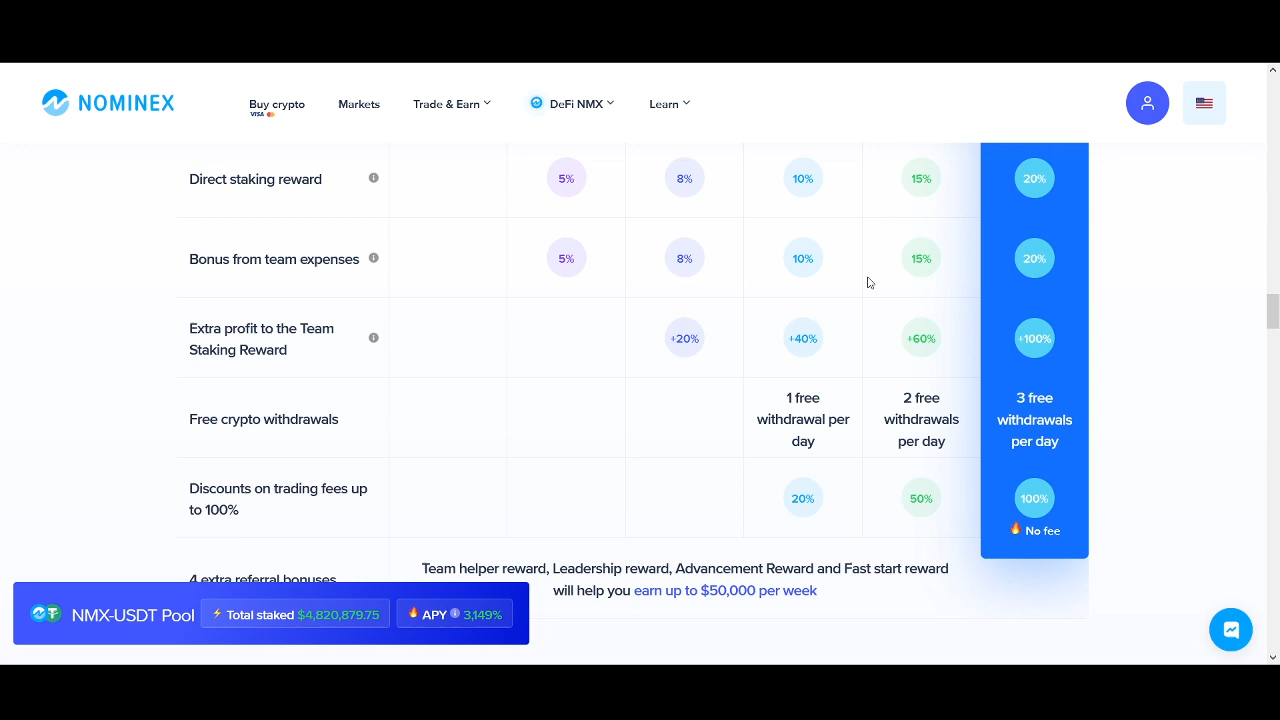 NOMINEX
Buy crypto
VISA
Markets
Trade & Earn
DeFi NMX
Learn
Direct staking reward
5%
8%
10%
15%
20%
Bonus from team expenses
5%
8%
10%
15%
20%
Extra profit to the Team
Staking Reward
+20%
+40%
+60%
+100%
Free crypto withdrawals
1 free
withdrawal per
day
2 free
withdrawals
per day
3 free
withdrawals
per day
Discounts on trading fees up
to 100%
20%
50%
100%
No fee
4 extra referral bonuses
Team helper reward, Leadership reward, Advancement Reward and Fast start reward
will help you earn up to $50,000 per week
NMX-USDT Pool
Total staked $4,820,879.75
APY 3,149%